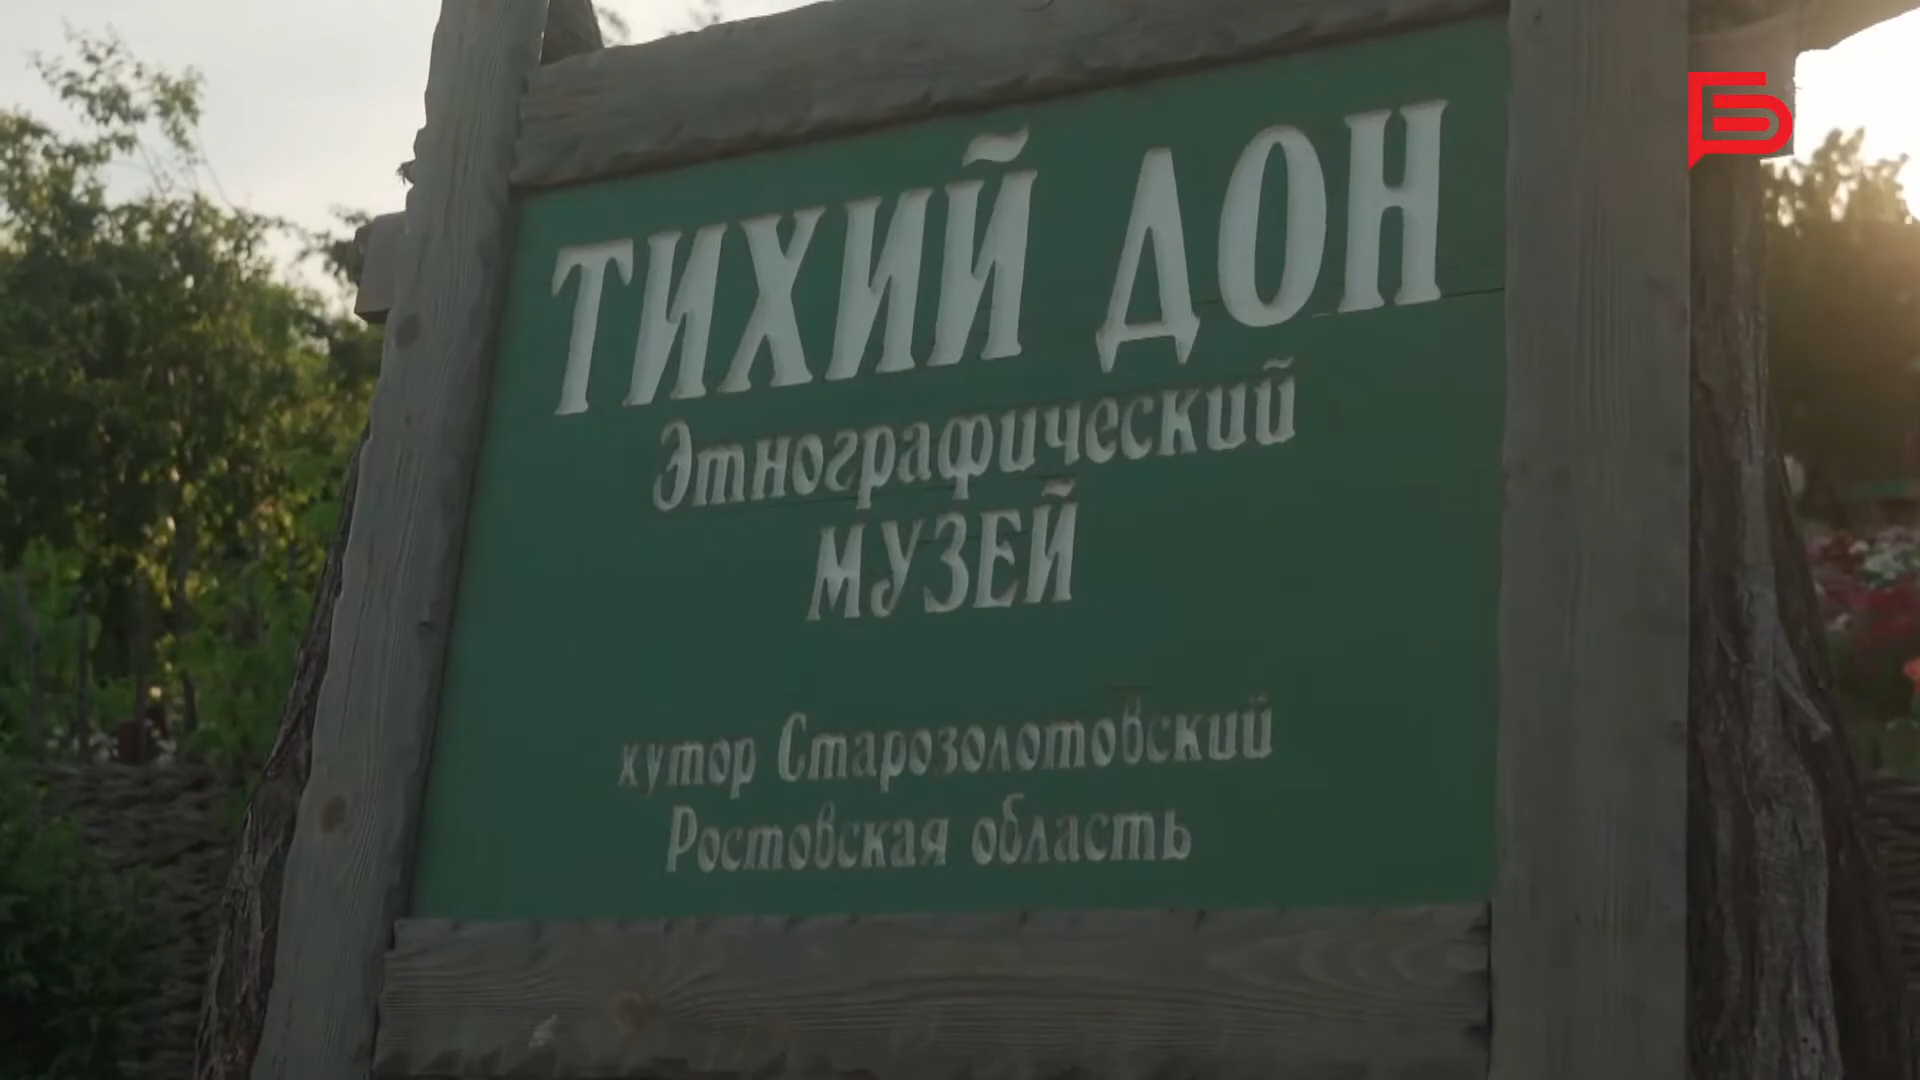 ТИХИЙ ДОН
Этнографический
МУЗЕЙ
хутор Старозолотовский
Ростовская область
Б